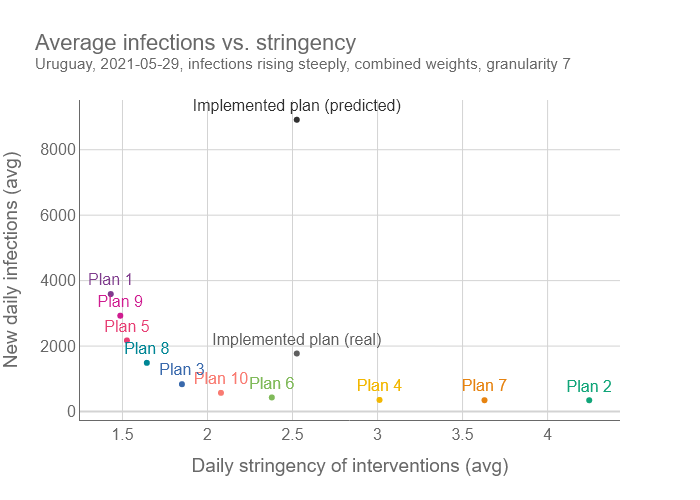 Average infections vs. stringency
Uruguay, 2021-05-29, infections rising steeply, combined weights, granularity 7
New daily infections (avg)
8000
6000
4000
2000
0
Implemented plan (predicted)
Plan 1
Plan 9
Plan 5
Plan 8
Implemented plan (real)
Plan 3
Plan 10
Plan 6
Plan 4
Plan 7
Plan 2
1.5
2
2.5
3
3.5
4
Daily stringency of interventions (avg)